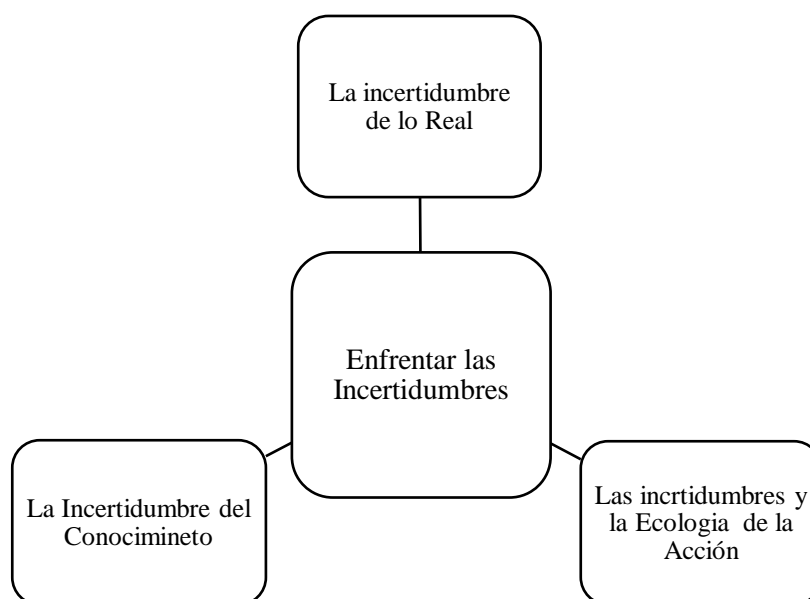 La incertidumbre
de lo Real
Enfrentar las
Incertidumbres
La Incertidumbre del
Conocimineto
Las incrtidumbres y
la Ecologia de la
Acción